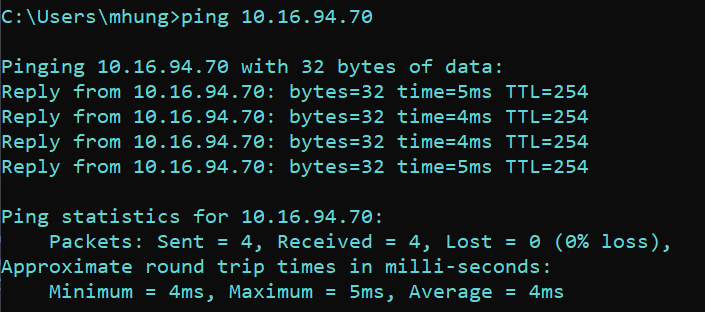 C:\Users\mhung>ping 10.16.94.70
Pinging 10.16.94.70 with 32 bytes of data:
Reply from 10.16.94.70: bytes=32 time=5ms TTL=254
Reply from 10.16.94.70: bytes=32 time=4ms TTL=254
Reply from 10.16.94.70: bytes=32 time=4ms TTL=254
Reply from 10.16.94.70: bytes=32 time=5ms TTL=254
Ping statistics for 10.16.94.70:
    Packets: Sent = 4, Received = 4, Lost = 0 (0% loss),
Approximate round trip times in milli-seconds:
    Minimum = 4ms, Maximum = 5ms, Average = 4ms